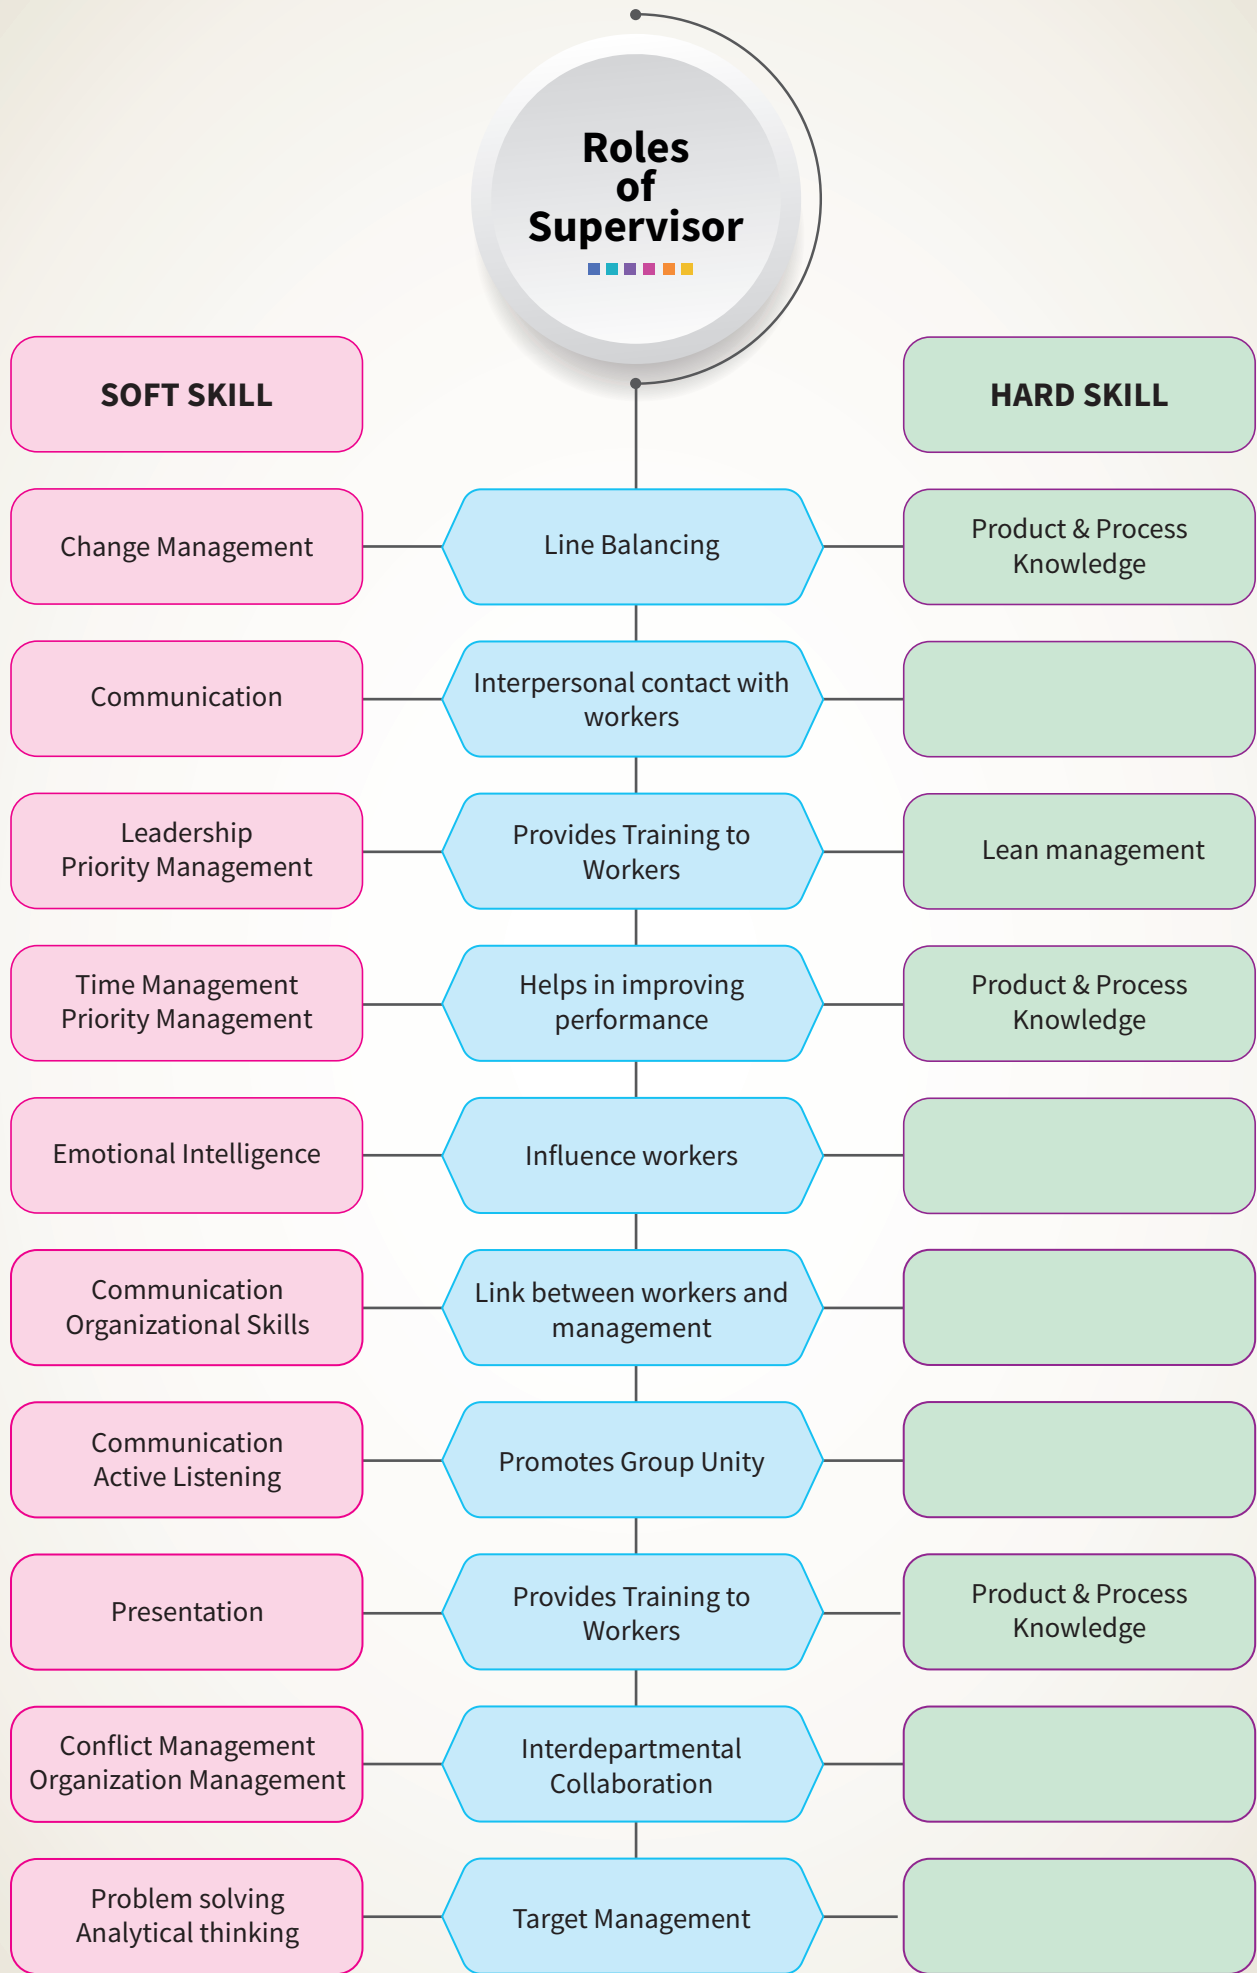 Roles
of
Supervisor
SOFT SKILL
HARD SKILL
Change Management
Line Balancing
Product & Process
Knowledge
Communication
Interpersonal contact with
workers
Leadership
Priority Management
Provides Training to
Workers
Lean management
Time Management
Priority Management
Helps in improving
performance
Product & Process
Knowledge
Emotional Intelligence
Influence workers
Communication
Organizational Skills
Link between workers and
management
Communication
Active Listening
Promotes Group Unity
Presentation
Provides Training to
Workers
Product & Process
Knowledge
Conflict Management
Organization Management
Interdepartmental
Collaboration
Problem solving
Analytical thinking
Target Management